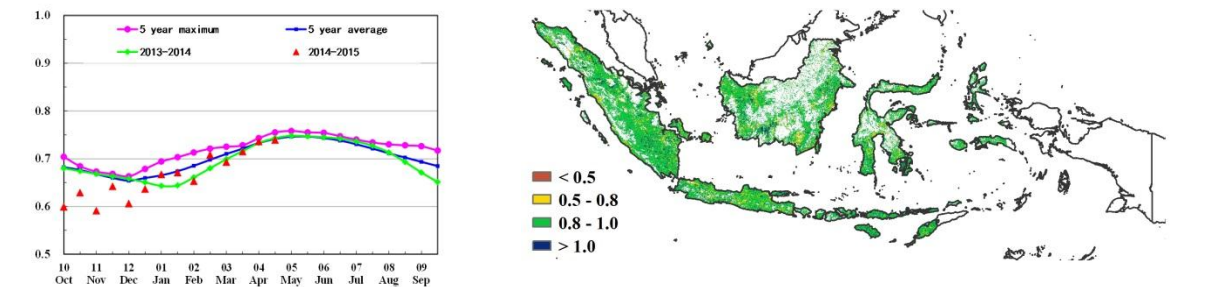 1.0
0.9
0.8
0.7
0.6
0.5
5 year maximum
5 year average
2013-2014
2014-2015
10 11 12 01 02 03 04 05 06 07 08 09
Oct Nov Dec Jan Feb Mar Apr May Jun Jul Aug Sep
< 0.5
0.5 - 0.8
0.8 - 1.0
> 1.0